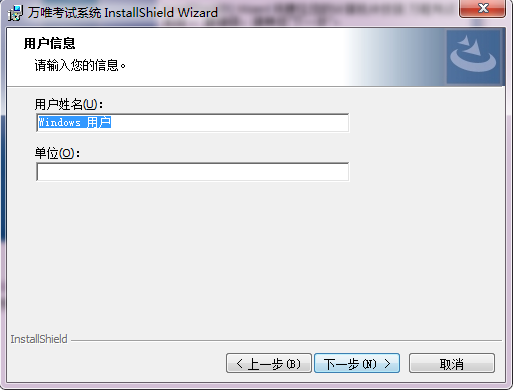 万唯考试系统 InstallShield Wizard
用户信息
请输入您的信息。
用户姓名(U)：
Windows 用户
单位(O)：
InstallShield
< 上一步(B)
下一步(N) >
取消